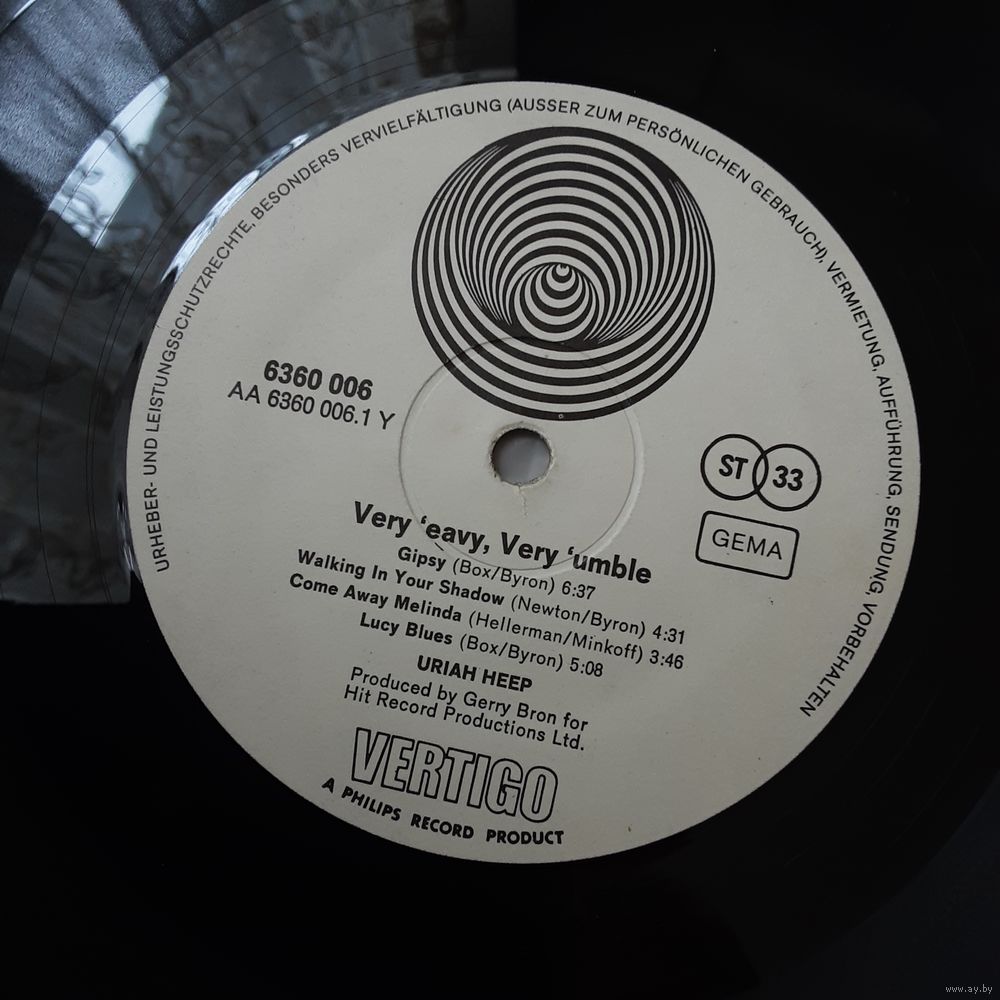 URHEBER- UND LEISTUNGSSCHUTZRECHTE, BESONDERS VERVIELFÄLTIGUNG (AUSSER ZUM PERSÖNLICHEN GEBRAUCH), VERMIETUNG, AUFFÜHRUNG, SENDUNG, VORBEHALTEN
6360 006
AA 6360 006.1 Y
ST 33
GEMA
Very ‘eavy, Very ‘umble
Gipsy (Box/Byron) 6:37
Walking In Your Shadow (Newton/Byron) 4:31
Come Away Melinda (Hellerman/Minkoff) 3:46
Lucy Blues (Box/Byron) 5:08
URIAH HEEP
Produced by Gerry Bron for
Hit Record Productions Ltd.
VERTIGO
A PHILIPS RECORD PRODUCT
www.ay.by